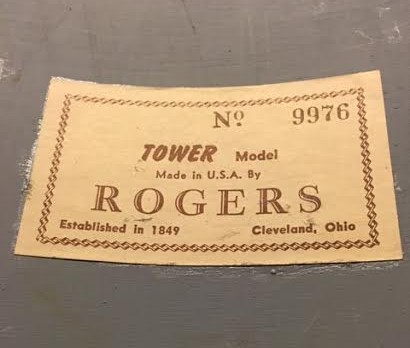 Nº 9976
TOWER Model
Made in U.S.A. By
ROGERS
Established in 1849 Cleveland, Ohio